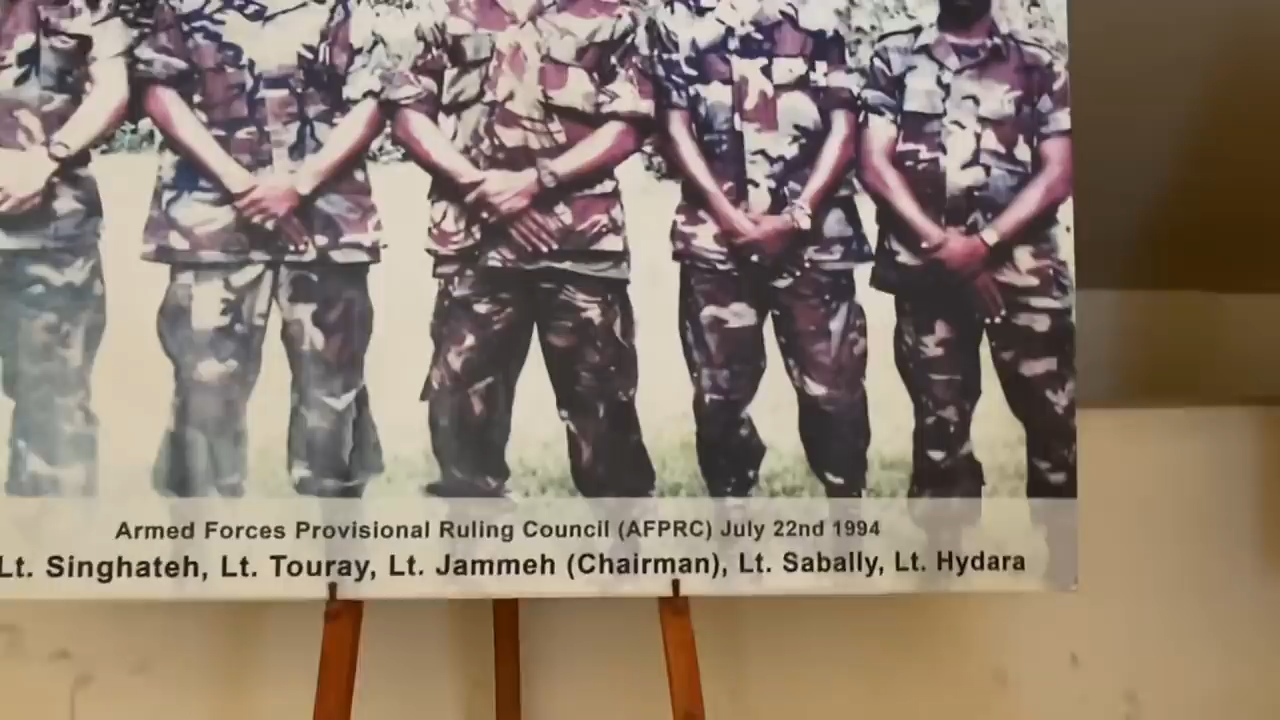 Armed Forces Provisional Ruling Council (AFPRC) July 22nd 1994
Lt. Singhateh, Lt. Touray, Lt. Jammeh (Chairman), Lt. Sabally, Lt. Hydara